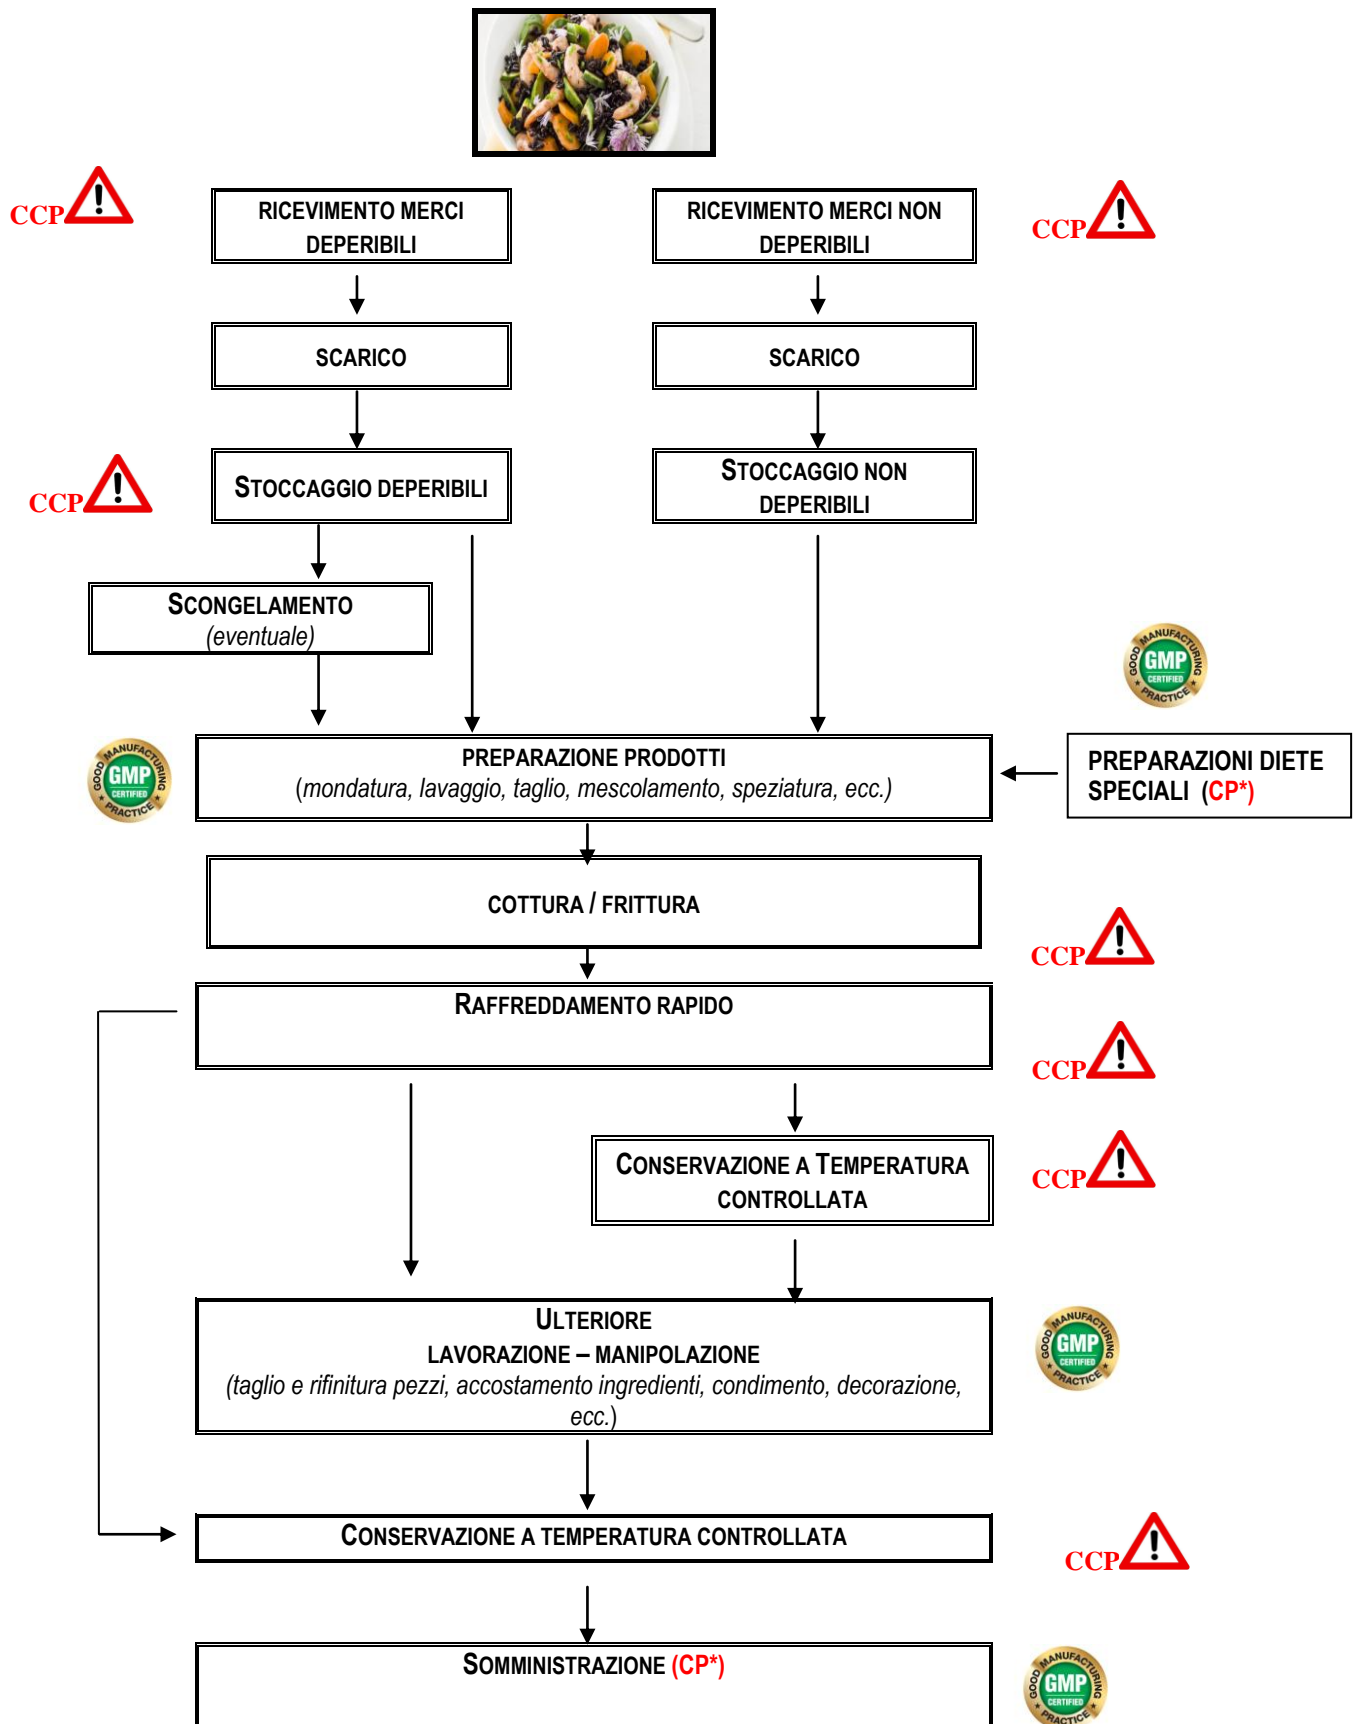 CCP
RICEVIMENTO MERCI
DEPERIBILI
RICEVIMENTO MERCI NON
DEPERIBILI
CCP
SCARICO
SCARICO
CCP
STOCCAGGIO DEPERIBILI
STOCCAGGIO NON
DEPERIBILI
SCONGELAMENTO
(eventuale)
GOOD MANUFACTURING
GMP
CERTIFIED
PRACTICE
GOOD MANUFACTURING
GMP
CERTIFIED
PRACTICE
PREPARAZIONE PRODOTTI
(mondatura, lavaggio, taglio, mescolamento, speziatura, ecc.)
PREPARAZIONI DIETE
SPECIALI (CP*)
COTTURA / FRITTURA
CCP
RAFFREDDAMENTO RAPIDO
CCP
CONSERVAZIONE A TEMPERATURA
CONTROLLATA
CCP
ULTERIORE
LAVORAZIONE – MANIPOLAZIONE
(taglio e rifinitura pezzi, accostamento ingredienti, condimento, decorazione,
ecc.)
GOOD MANUFACTURING
GMP
CERTIFIED
PRACTICE
CONSERVAZIONE A TEMPERATURA CONTROLLATA
CCP
SOMMINISTRAZIONE (CP*)
GOOD MANUFACTURING
GMP
CERTIFIED
PRACTICE